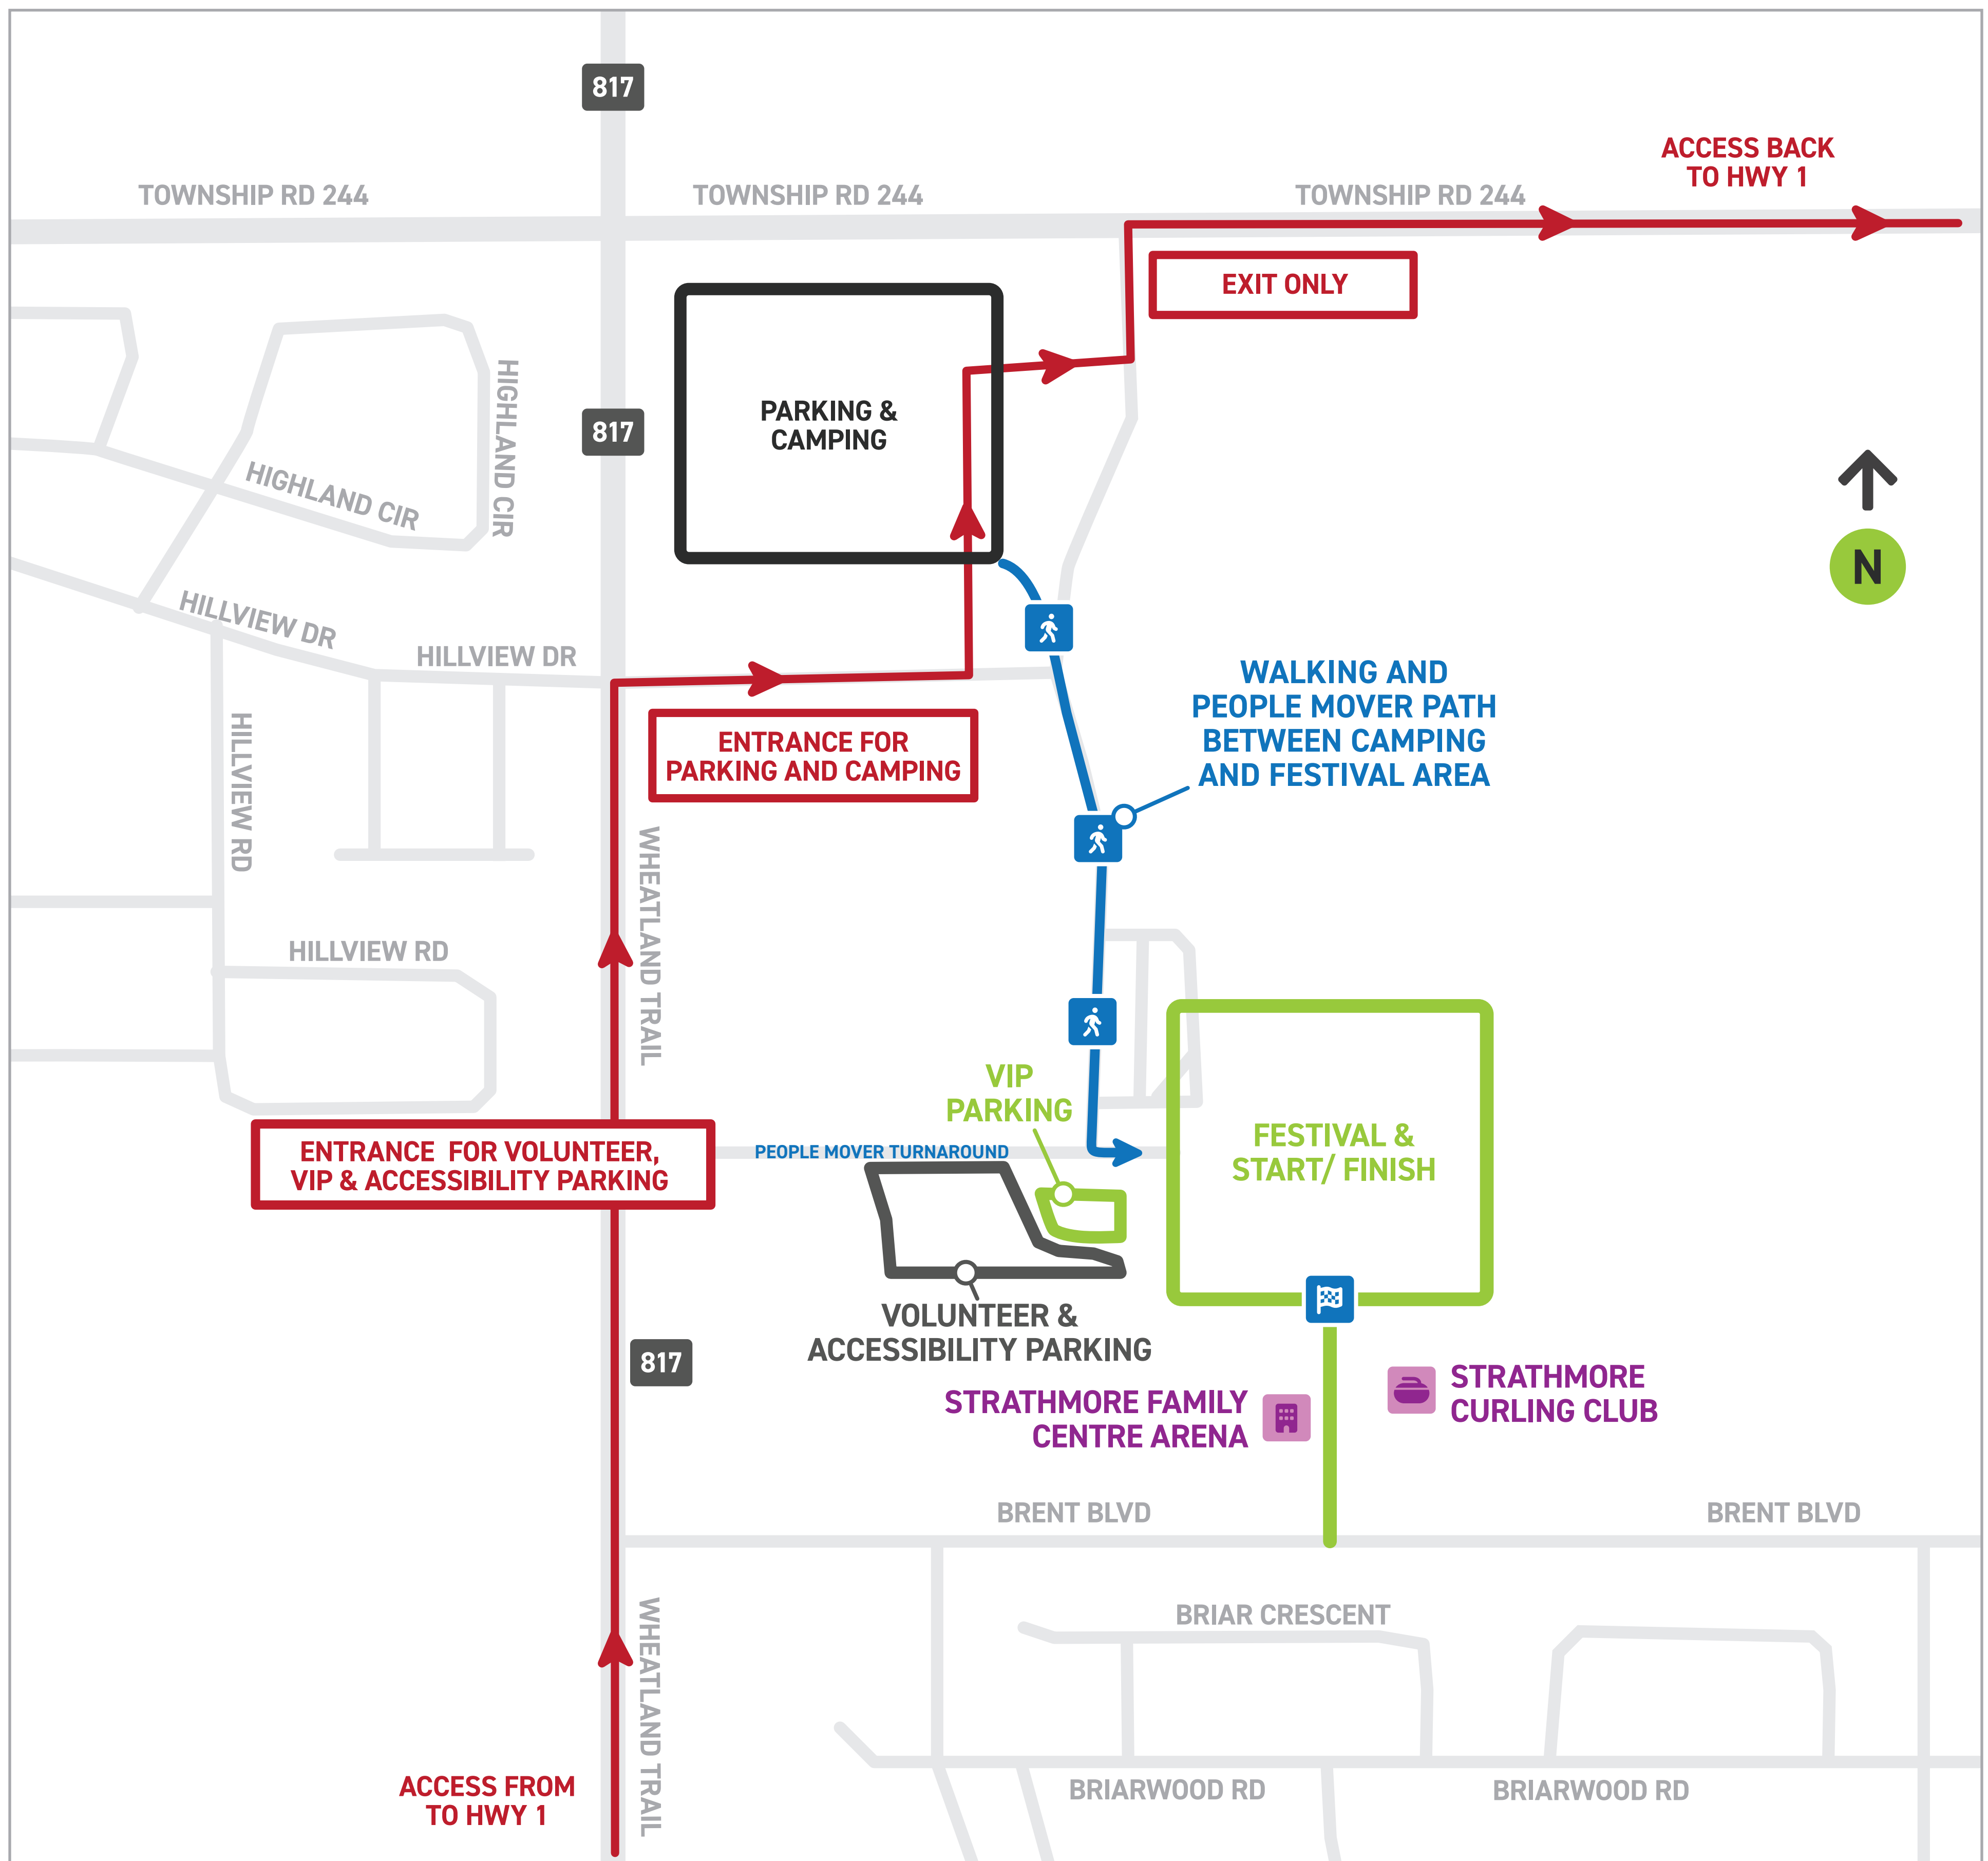 817
ACCESS BACK
TO HWY 1
TOWNSHIP RD 244
TOWNSHIP RD 244
TOWNSHIP RD 244
EXIT ONLY
HIGHLAND CIR
PARKING &
CAMPING
817
HIGHLAND CIR
N
HILLVIEW DR
HILLVIEW DR
WALKING AND
PEOPLE MOVER PATH
BETWEEN CAMPING
AND FESTIVAL AREA
ENTRANCE FOR
PARKING AND CAMPING
HILLVIEW RD
WHEATLAND TRAIL
HILLVIEW RD
VIP
PARKING
ENTRANCE FOR VOLUNTEER,
VIP & ACCESSIBILITY PARKING
PEOPLE MOVER TURNAROUND
FESTIVAL &
START/ FINISH
VOLUNTEER &
ACCESSIBILITY PARKING
817
STRATHMORE FAMILY
CENTRE ARENA
STRATHMORE
CURLING CLUB
BRENT BLVD
BRENT BLVD
BRIAR CRESCENT
WHEATLAND TRAIL
ACCESS FROM
TO HWY 1
BRIARWOOD RD
BRIARWOOD RD